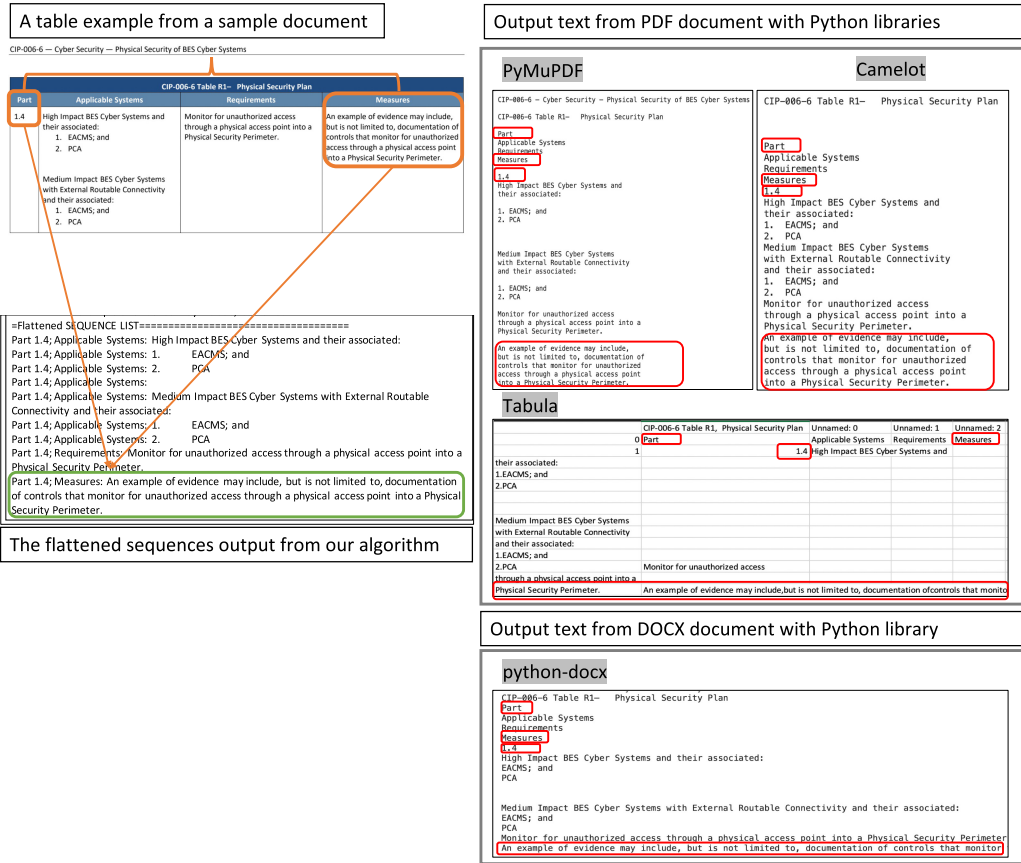 A table example from a sample document
CIP-006-6 — Cyber Security — Physical Security of BES Cyber Systems
CIP-006-6 Table R1– Physical Security Plan
Part Applicable Systems Requirements Measures
1.4
High Impact BES Cyber Systems and
their associated:
1. EACMS; and
2. PCA
Medium Impact BES Cyber Systems
with External Routable Connectivity
and their associated:
1. EACMS; and
2. PCA
Monitor for unauthorized access
through a physical access point into a
Physical Security Perimeter.
An example of evidence may include,
but is not limited to, documentation of
controls that monitor for unauthorized
access through a physical access point
into a Physical Security Perimeter.
=Flattened SEQUENCE LIST==================================
Part 1.4; Applicable Systems: High Impact BES Cyber Systems and their associated:
Part 1.4; Applicable Systems: 1. EACMS; and
Part 1.4; Applicable Systems: 2. PCA
Part 1.4; Applicable Systems:
Part 1.4; Applicable Systems: Medium Impact BES Cyber Systems with External Routable
Connectivity and their associated:
Part 1.4; Applicable Systems: 1. EACMS; and
Part 1.4; Applicable Systems: 2. PCA
Part 1.4; Requirements: Monitor for unauthorized access through a physical access point into a
Physical Security Perimeter.
Part 1.4; Measures: An example of evidence may include, but is not limited to, documentation
of controls that monitor for unauthorized access through a physical access point into a Physical
Security Perimeter.
The flattened sequences output from our algorithm
Output text from PDF document with Python libraries
PyMuPDF
CIP-006-6 — Cyber Security — Physical Security of BES Cyber Systems
CIP-006-6 Table R1– Physical Security Plan
Part
Applicable Systems
Requirements
Measures
1.4
High Impact BES Cyber Systems and
their associated:
1. EACMS; and
2. PCA
Medium Impact BES Cyber Systems
with External Routable Connectivity
and their associated:
1. EACMS; and
2. PCA
Monitor for unauthorized access
through a physical access point into a
Physical Security Perimeter.
An example of evidence may include,
but is not limited to, documentation of
controls that monitor for unauthorized
access through a physical access point
into a Physical Security Perimeter.
Camelot
CIP-006-6 Table R1– Physical Security Plan
Part
Applicable Systems
Requirements
Measures
1.4
High Impact BES Cyber Systems and
their associated:
1. EACMS; and
2. PCA
Medium Impact BES Cyber Systems
with External Routable Connectivity
and their associated:
1. EACMS; and
2. PCA
Monitor for unauthorized access
through a physical access point into a
Physical Security Perimeter.
An example of evidence may include,
but is not limited to, documentation of
controls that monitor for unauthorized
access through a physical access point
into a Physical Security Perimeter.
Tabula
CIP-006-6 Table R1, Physical Security Plan Unnamed: 0 Unnamed: 1 Unnamed: 2
0 Part Applicable Systems Requirements Measures
1 1.4 High Impact BES Cyber Systems and
their associated:
1.EACMS; and
2.PCA
Medium Impact BES Cyber Systems
with External Routable Connectivity
and their associated:
1.EACMS; and
2.PCA Monitor for unauthorized access
through a physical access point into a
Physical Security Perimeter. An example of evidence may include,but is not limited to, documentation ofcontrols that monito
Output text from DOCX document with Python library
python-docx
CIP-006-6 Table R1– Physical Security Plan
Part
Applicable Systems
Requirements
Measures
1.4
High Impact BES Cyber Systems and their associated:
EACMS; and
PCA
Medium Impact BES Cyber Systems with External Routable Connectivity and their associated:
EACMS; and
PCA
Monitor for unauthorized access through a physical access point into a Physical Security Perimeter
An example of evidence may include, but is not limited to, documentation of controls that monitor